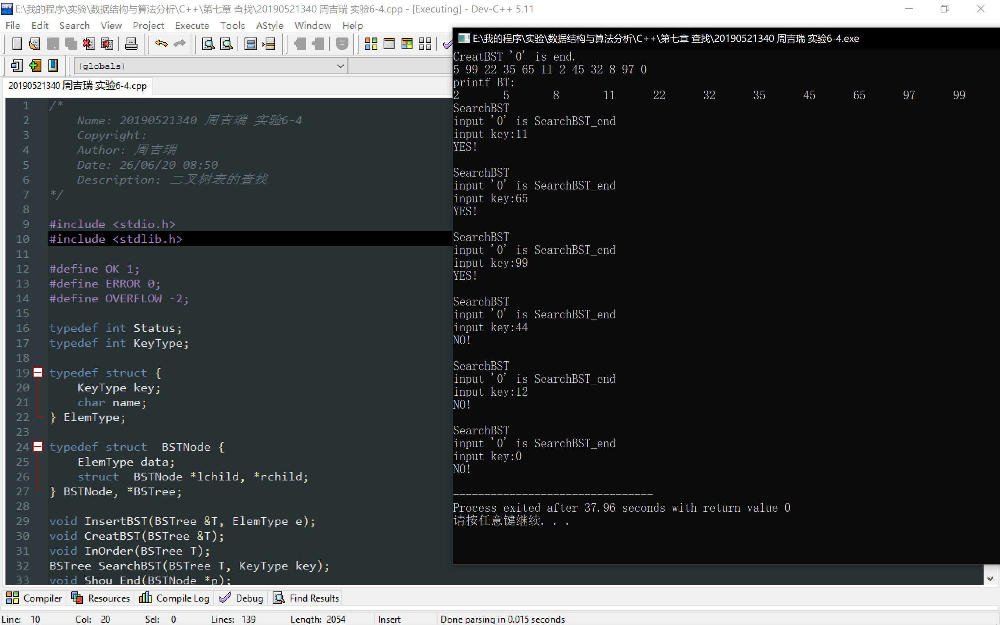 E:\我的程序\实验\数据结构与算法分析\C++\第七章 查找\20190521340 周吉瑞 实验6-4.cpp - [Executing] - Dev-C++ 5.11
File Edit Search View Project Execute Tools AStyle Window Help
(globals)
20190521340 周吉瑞 实验6-4.cpp
1 /*
2 Name: 20190521340 周吉瑞 实验6-4
3 Copyright:
4 Author: 周吉瑞
5 Date: 26/06/20 08:50
6 Description: 二叉树表的查找
7 */
8
9 #include <stdio.h>
10 #include <stdlib.h>
11
12 #define OK 1;
13 #define ERROR 0;
14 #define OVERFLOW -2;
15
16 typedef int Status;
17 typedef int KeyType;
18
19 typedef struct {
20 KeyType key;
21 char name;
22 } ElemType;
23
24 typedef struct  BSTNode {
25 ElemType data;
26 struct  BSTNode *lchild, *rchild;
27 } BSTNode, *BSTree;
28
29 void InsertBST(BSTree &T, ElemType e);
30 void CreatBST(BSTree &T);
31 void InOrder(BSTree T);
32 BSTree SearchBST(BSTree T, KeyType key);
33 void Shou_End(BSTNode *p);
E:\我的程序\实验\数据结构与算法分析\C++\第七章 查找\20190521340 周吉瑞 实验6-4.exe
CreatBST '0' is end.
5 99 22 35 65 11 2 45 32 8 97 0
printf BT:
2 5 8 11 22 32 35 45 65 97 99
SearchBST
input '0' is SearchBST_end
input key:11
YES!
SearchBST
input '0' is SearchBST_end
input key:65
YES!
SearchBST
input '0' is SearchBST_end
input key:99
YES!
SearchBST
input '0' is SearchBST_end
input key:44
NO!
SearchBST
input '0' is SearchBST_end
input key:12
NO!
SearchBST
input '0' is SearchBST_end
input key:0
NO!
--------------------------------
Process exited after 37.96 seconds with return value 0
请按任意键继续. . .
Compiler Resources Compile Log Debug Find Results
Line: 10 Col: 20 Sel: 0 Lines: 139 Length: 2054 Insert Done parsing in 0.015 seconds